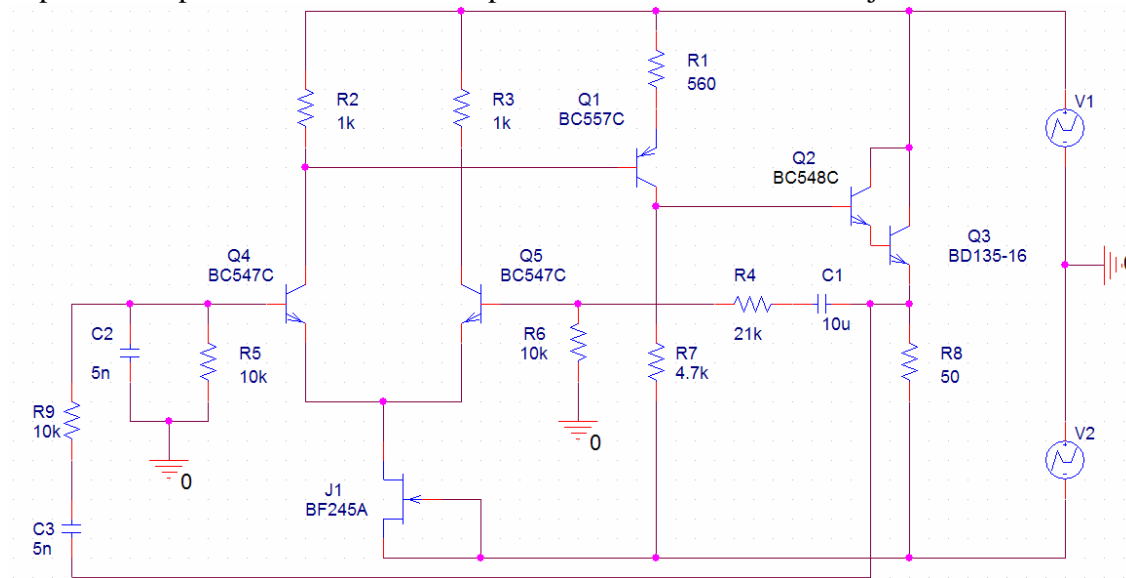 R2
1k
R3
1k
Q1
BC557C
R1
560
V1
Q2
BC548C
Q3
BD135-16
Q4
BC547C
Q5
BC547C
R4
21k
C1
10u
0
C2
5n
R5
10k
R6
10k
R7
4.7k
R8
50
R9
10k
0
0
V2
J1
BF245A
C3
5n